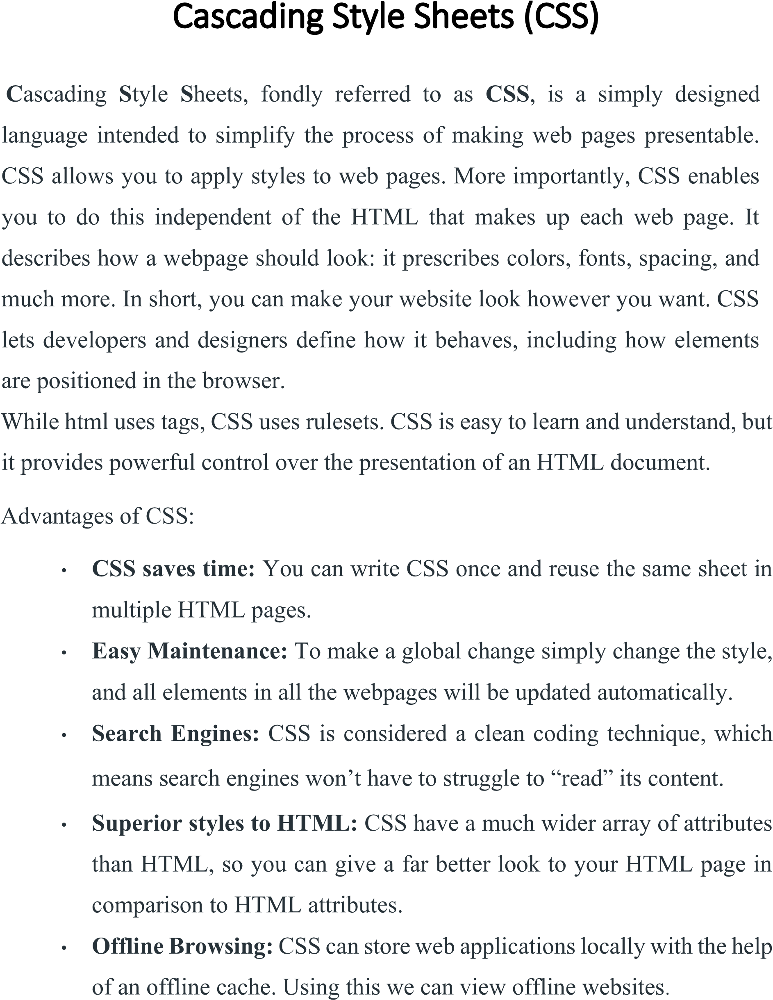 Cascading Style Sheets (CSS)
Cascading Style Sheets, fondly referred to as CSS, is a simply designed
language intended to simplify the process of making web pages presentable.
CSS allows you to apply styles to web pages. More importantly, CSS enables
you to do this independent of the HTML that makes up each web page. It
describes how a webpage should look: it prescribes colors, fonts, spacing, and
much more. In short, you can make your website look however you want. CSS
lets developers and designers define how it behaves, including how elements
are positioned in the browser.
While html uses tags, CSS uses rulesets. CSS is easy to learn and understand, but
it provides powerful control over the presentation of an HTML document.
Advantages of CSS:
• CSS saves time: You can write CSS once and reuse the same sheet in
multiple HTML pages.
• Easy Maintenance: To make a global change simply change the style,
and all elements in all the webpages will be updated automatically.
• Search Engines: CSS is considered a clean coding technique, which
means search engines won’t have to struggle to “read” its content.
• Superior styles to HTML: CSS have a much wider array of attributes
than HTML, so you can give a far better look to your HTML page in
comparison to HTML attributes.
• Offline Browsing: CSS can store web applications locally with the help
of an offline cache. Using this we can view offline websites.